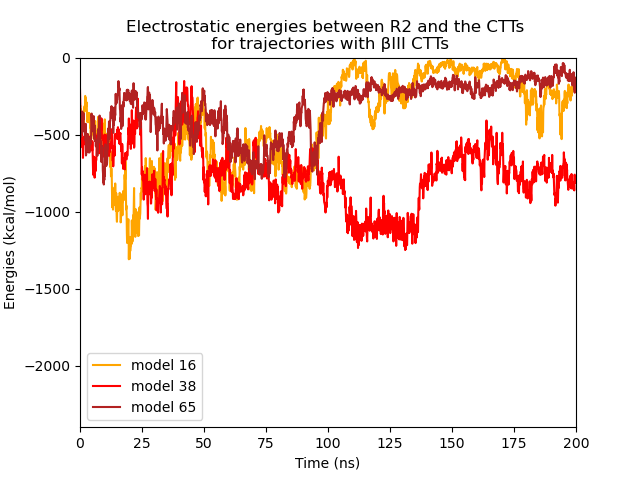 Electrostatic energies between R2 and the CTTs
for trajectories with βIII CTTs
Energies (kcal/mol)
0
−500
−1000
−1500
−2000
model 16
model 38
model 65
0
25
50
75
100
125
150
175
200
Time (ns)